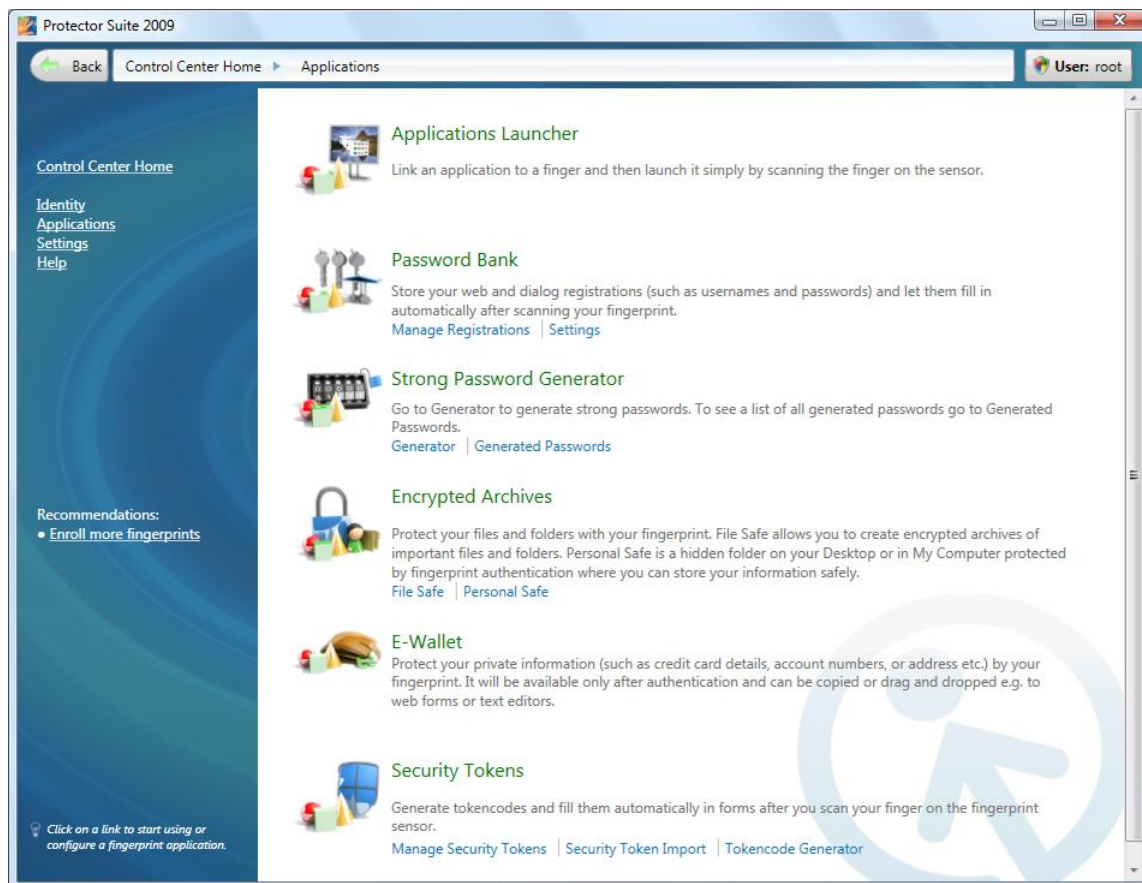 Protector Suite 2009
Back
Control Center Home
Applications
User: root
Control Center Home
Identity
Applications
Settings
Help
Recommendations:
• Enroll more fingerprints
Click on a link to start using or
configure a fingerprint application.
Applications Launcher
Link an application to a finger and then launch it simply by scanning the finger on the sensor.
Password Bank
Store your web and dialog registrations (such as usernames and passwords) and let them fill in
automatically after scanning your fingerprint.
Manage Registrations | Settings
Strong Password Generator
Go to Generator to generate strong passwords. To see a list of all generated passwords go to Generated
Passwords.
Generator | Generated Passwords
Encrypted Archives
Protect your files and folders with your fingerprint. File Safe allows you to create encrypted archives of
important files and folders. Personal Safe is a hidden folder on your Desktop or in My Computer protected
by fingerprint authentication where you can store your information safely.
File Safe | Personal Safe
E-Wallet
Protect your private information (such as credit card details, account numbers, or address etc.) by your
fingerprint. It will be available only after authentication and can be copied or drag and dropped e.g. to
web forms or text editors.
Security Tokens
Generate tokencodes and fill them automatically in forms after you scan your finger on the fingerprint
sensor.
Manage Security Tokens | Security Token Import | Tokencode Generator